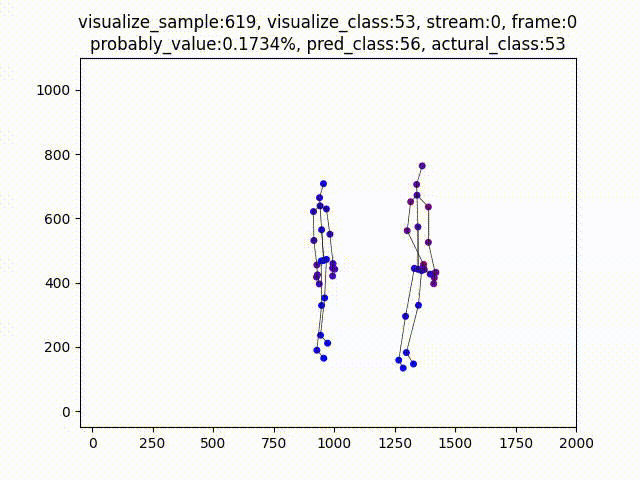 visualize_sample:619, visualize_class:53, stream:0, frame:0
probably_value:0.1734%, pred_class:56, actural_class:53
1000
800
600
400
200
0
0 250 500 750 1000 1250 1500 1750 2000